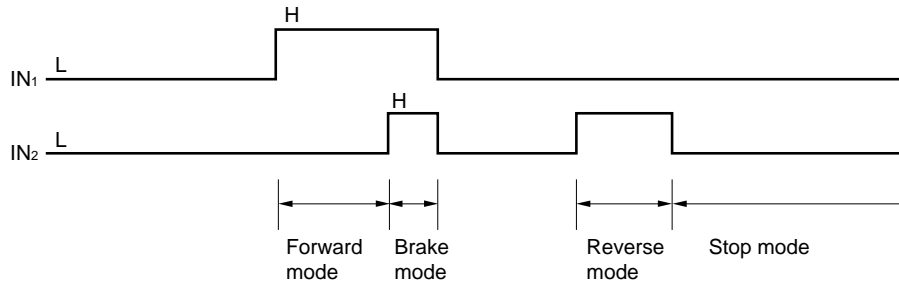 H
L
IN1
H
L
IN2
Forward mode
Brake mode
Reverse mode
Stop mode